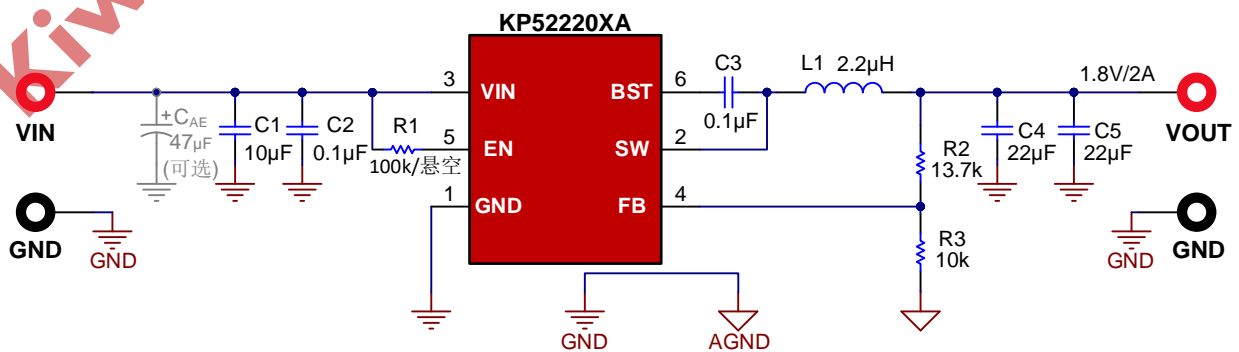 Kiw
KP52220XA
VIN
+CAE
47µF
(可选)
C1
10µF
C2
0.1µF
R1
100k/悬空
3
5
1
VIN
EN
GND
BST
SW
FB
6
2
4
C3
0.1µF
L1
2.2µH
1.8V/2A
R2
13.7k
R3
10k
C4
22µF
C5
22µF
VOUT
GND
GND
GND
AGND
GND
GND